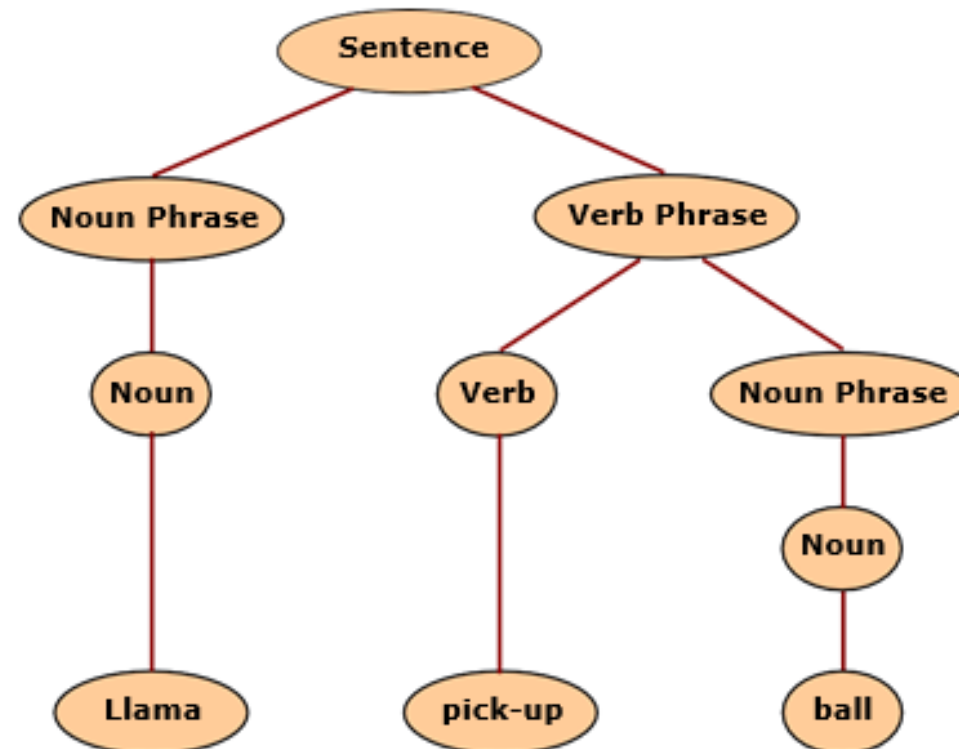 Sentence
Noun Phrase
Verb Phrase
Noun
Verb
Noun Phrase
Noun
Llama
pick-up
ball